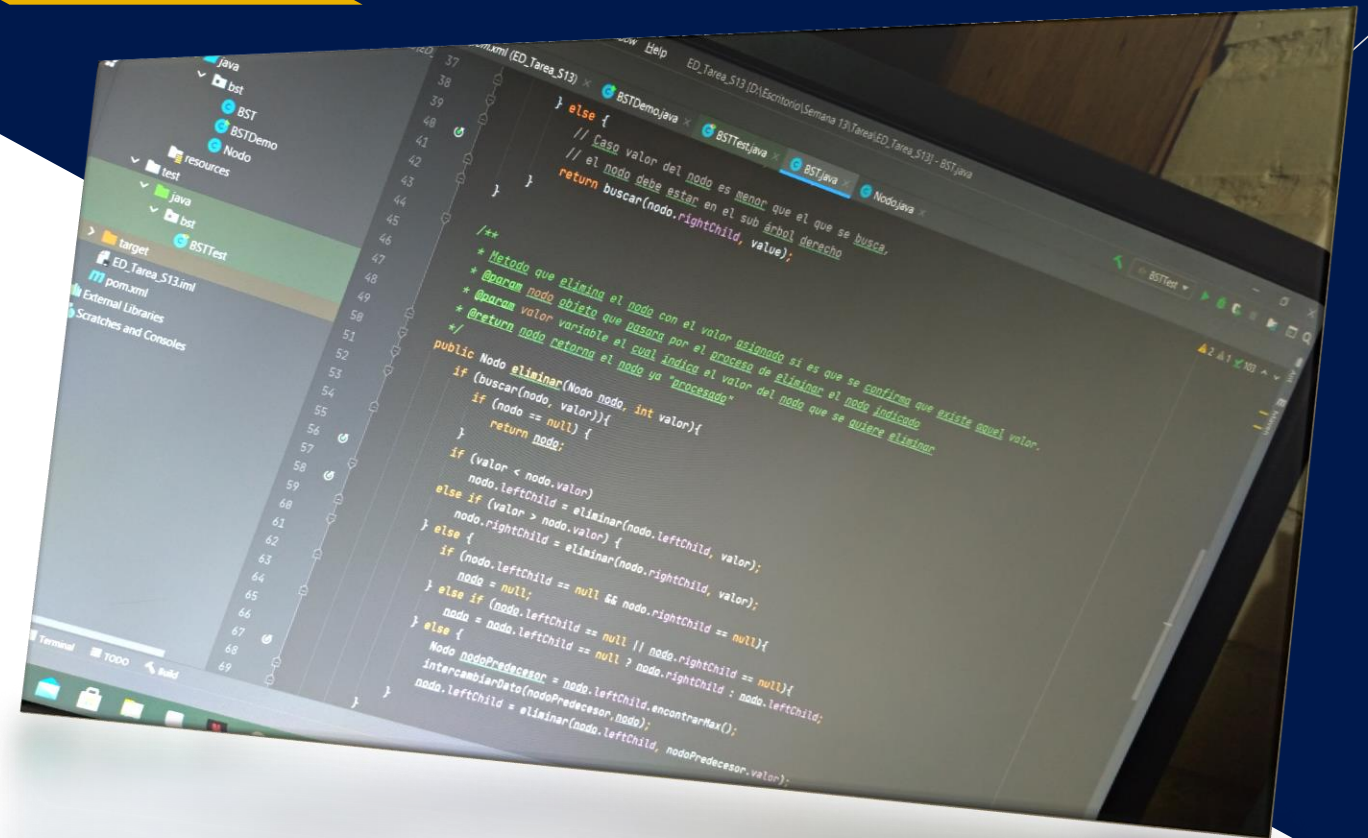 java
bst
BST
BSTDemo
Nodo
resources
test
java
bst
BSTTest
target
ED_Tarea_S13.iml
pom.xml
External Libraries
Scratches and Consoles
Terminal TODO Build
Help ED_Tarea_S13 [D:\Escritorio\Semana 13\Tarea\ED_Tarea_S13] - BST.java
(ED_Tarea_S13) BSTDemo.java BSTTest.java BST.java Nodo.java
BSTTest
2 1 103
37
38
39
40
41
42
43
44
45
46
47
48
49
50
51
52
53
54
55
56
57
58
59
60
61
62
63
64
65
66
67
68
69
} else {
// Caso valor del nodo es menor que el que se busca,
// el nodo debe estar en el sub árbol derecho
return buscar(nodo.rightChild, value);
}
}
/**
* Metodo que elimina el nodo con el valor asignado si es que se confirma que existe aquel valor.
* @param nodo objeto que pasara por el proceso de eliminar el nodo indicado
* @param valor variable el cual indica el valor del nodo que se quiere eliminar
* @return nodo retorna el nodo ya "procesado"
*/
public Nodo eliminar(Nodo nodo, int valor){
if (buscar(nodo, valor)){
if (nodo == null) {
return nodo;
}
if (valor < nodo.valor)
nodo.leftChild = eliminar(nodo.leftChild, valor);
else if (valor > nodo.valor) {
nodo.rightChild = eliminar(nodo.rightChild, valor);
} else {
if (nodo.leftChild == null && nodo.rightChild == null){
nodo = null;
} else if (nodo.leftChild == null || nodo.rightChild == null){
nodo = nodo.leftChild == null ? nodo.rightChild : nodo.leftChild;
} else {
Nodo nodoPredecesor = nodo.leftChild.encontrarMax();
intercambiarDato(nodoPredecesor,nodo);
nodo.leftChild = eliminar(nodo.leftChild, nodoPredecesor.valor);
}
}